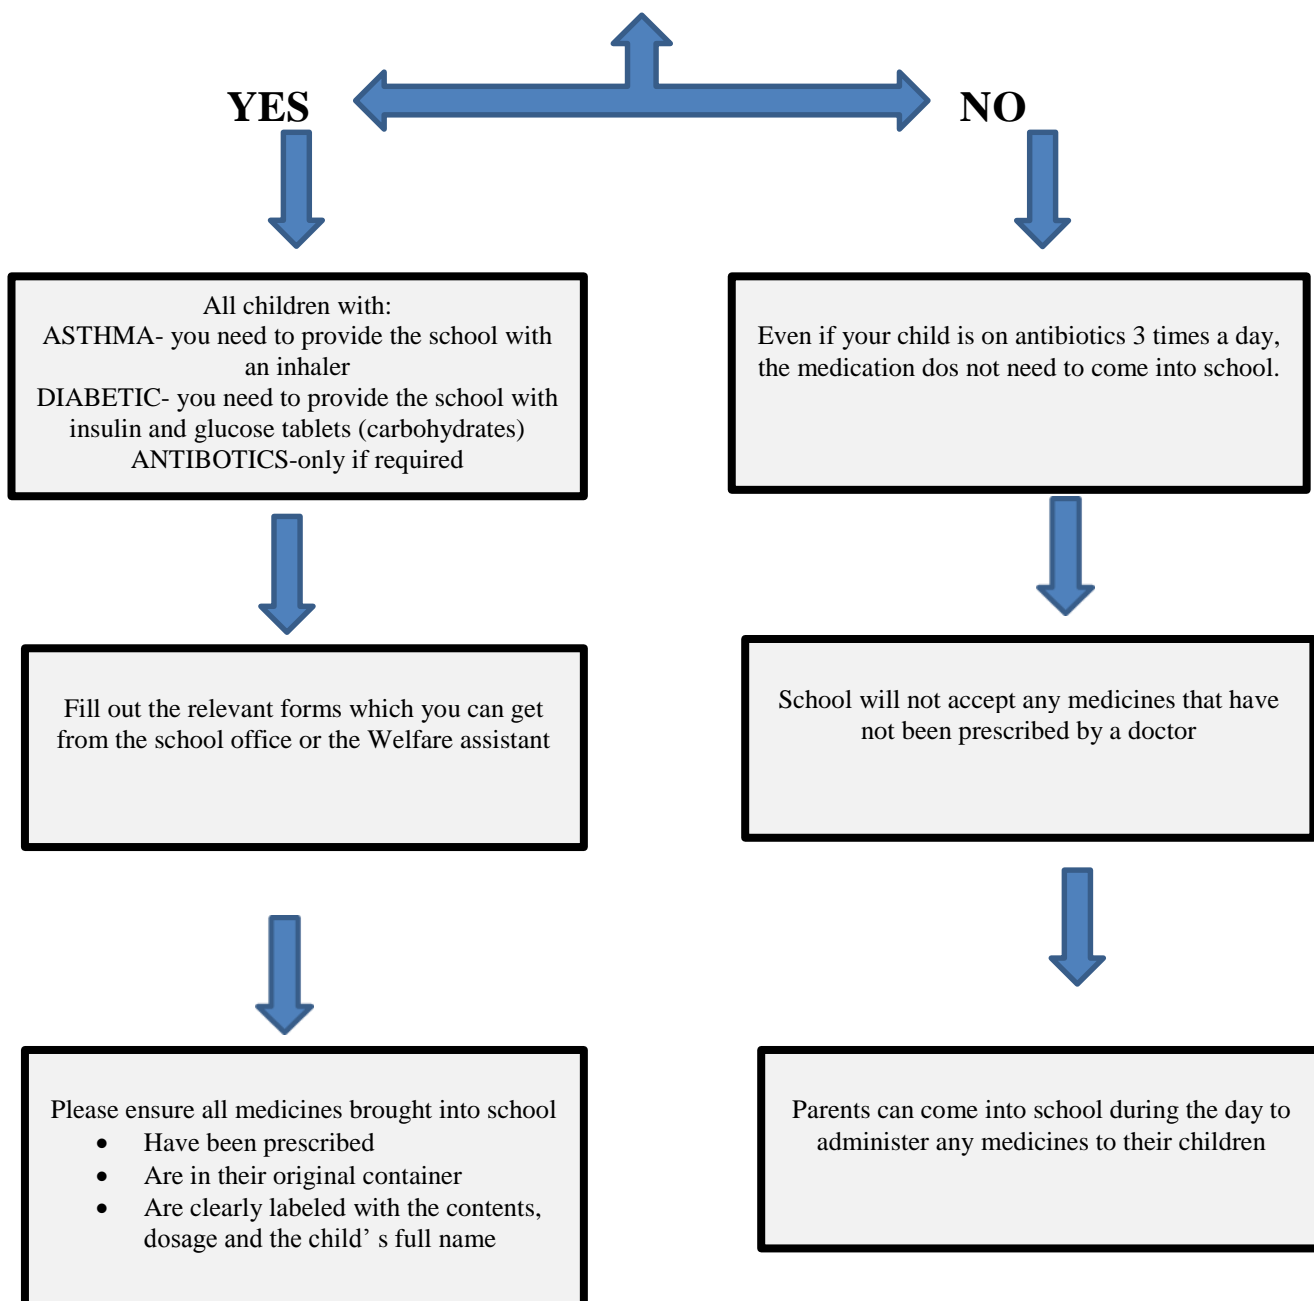 YES
NO
All children with:
ASTHMA- you need to provide the school with
an inhaler
DIABETIC- you need to provide the school with
insulin and glucose tablets (carbohydrates)
ANTIBOTICS-only if required
Even if your child is on antibiotics 3 times a day,
the medication dos not need to come into school.
Fill out the relevant forms which you can get
from the school office or the Welfare assistant
School will not accept any medicines that have
not been prescribed by a doctor
Please ensure all medicines brought into school
• Have been prescribed
• Are in their original container
• Are clearly labeled with the contents,
dosage and the child’ s full name
Parents can come into school during the day to
administer any medicines to their children